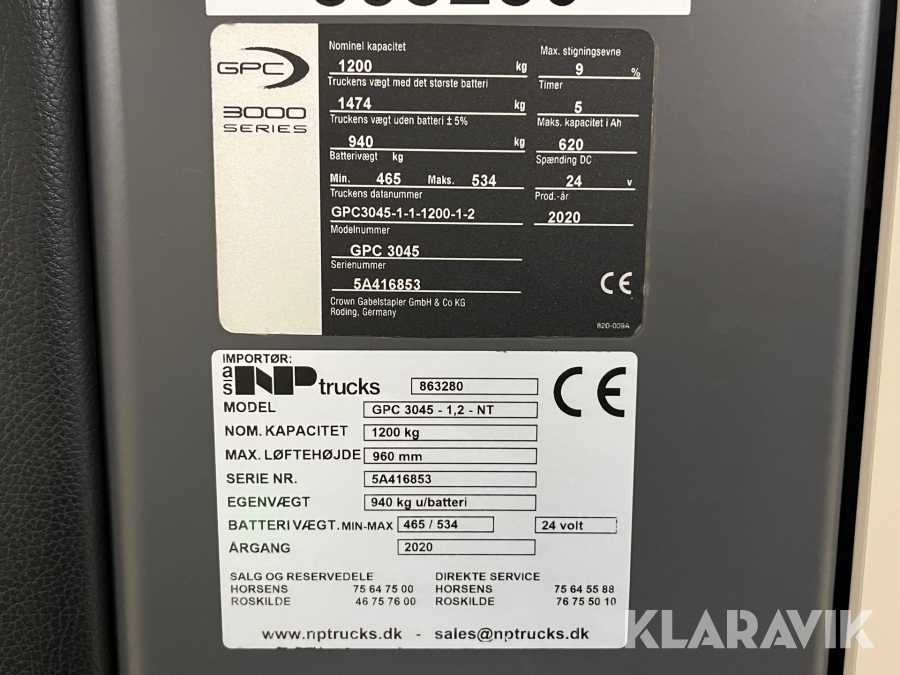 GPC
3000
SERIES
Nominel kapacitet
1200 kg
Truckens vægt med det største batteri
1474 kg
Truckens vægt uden batteri ± 5%
940 kg
Batterivægt kg
Min. 465 Maks. 534
Truckens datanummer
GPC3045-1-1-1200-1-2
Modelnummer
GPC 3045
Serienummer
5A416853
Crown Gabelstapler GmbH & Co KG
Roding, Germany
Max. stigningsevne
9 %
Timer
5
Maks. kapacitet i Ah
620
Spænding DC
24 v
Prod.-år
2020
CE
820-009A
IMPORTØR:
a/s NP trucks 863280
CE
MODEL GPC 3045 - 1,2 - NT
NOM. KAPACITET 1200 kg
MAX. LØFTEHØJDE 960 mm
SERIE NR. 5A416853
EGENVÆGT 940 kg u/batteri
BATTERIVÆGT. MIN-MAX 465 / 534 24 volt
ÅRGANG 2020
SALG OG RESERVEDELE DIREKTE SERVICE
HORSENS 75 64 75 00 HORSENS 75 64 55 88
ROSKILDE 46 75 76 00 ROSKILDE 76 75 50 10
www.nptrucks.dk - sales@nptrucks.dk
KLARAVIK